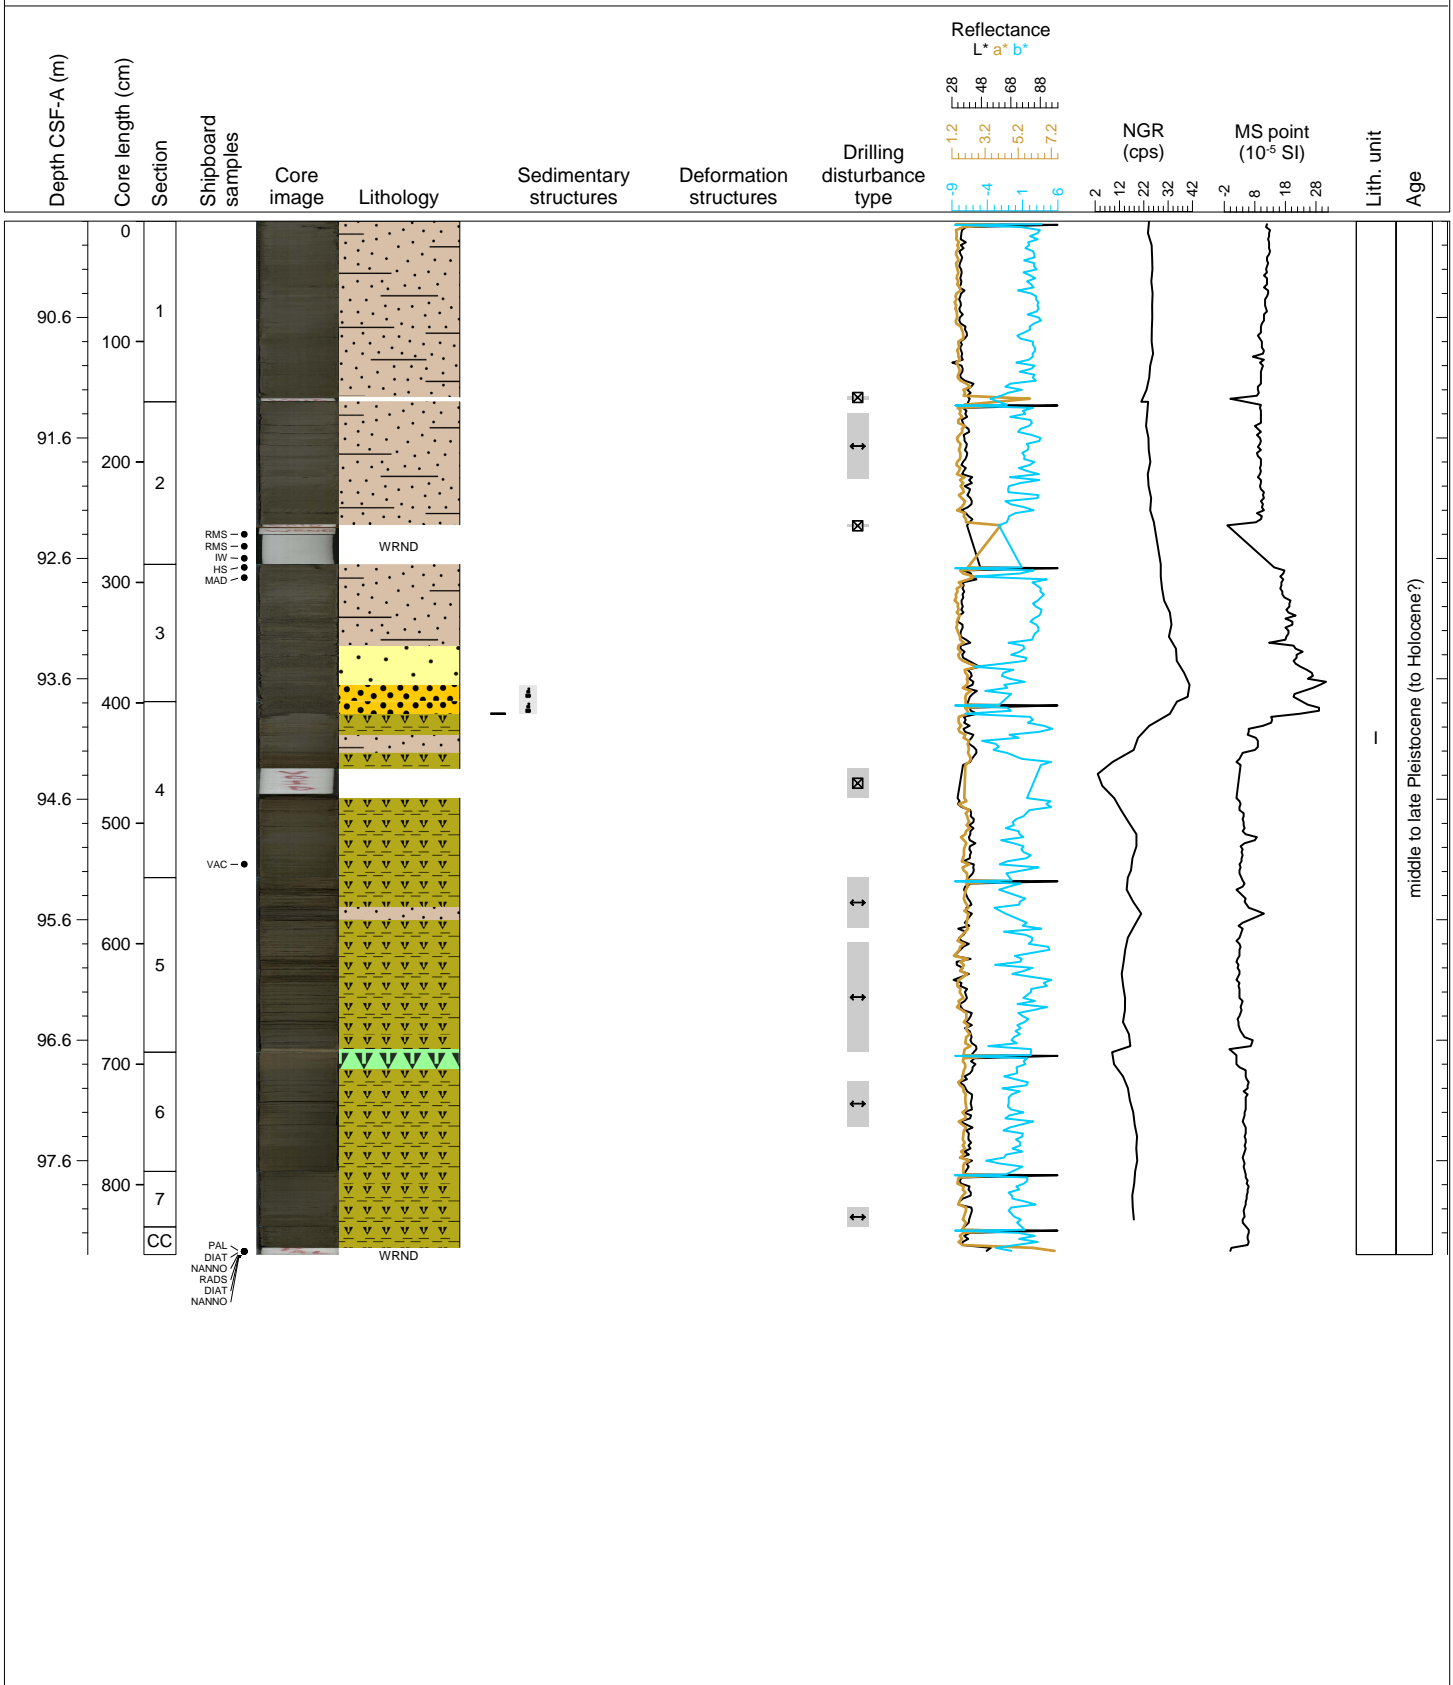 Depth CSF-A (m)
Core length (cm)
Section
Shipboard
samples
Core
image
Lithology
Sedimentary
structures
Deformation
structures
Drilling
disturbance
type
Reflectance
L* a* b*
28 48 68 88
1.2 3.2 5.2 7.2
-9 -4 1 6
NGR
(cps)
2 12 22 32 42
MS point
(10⁻⁵ SI)
-2 8 18 28
Lith. unit
Age
0
1
90.6
100
91.6
200
2
RMS
RMS
IW
HS
MAD
WRND
92.6
300
3
93.6
400
4
94.6
500
VAC
95.6
600
5
96.6
700
6
97.6
800
7
CC
PAL
DIAT
NANNO
RADS
DIAT
NANNO
WRND
I
middle to late Pleistocene (to Holocene?)